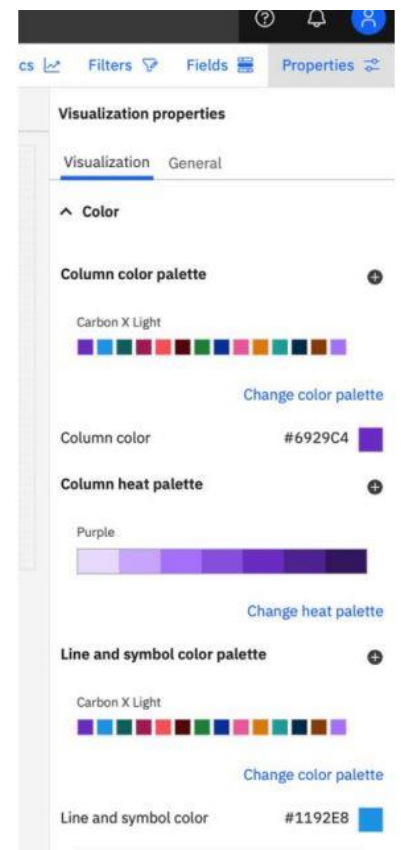 cs Filters Fields Properties
Visualization properties
Visualization General
Color
Column color palette
Carbon X Light
Change color palette
Column color #6929C4
Column heat palette
Purple
Change heat palette
Line and symbol color palette
Carbon X Light
Change color palette
Line and symbol color #1192E8